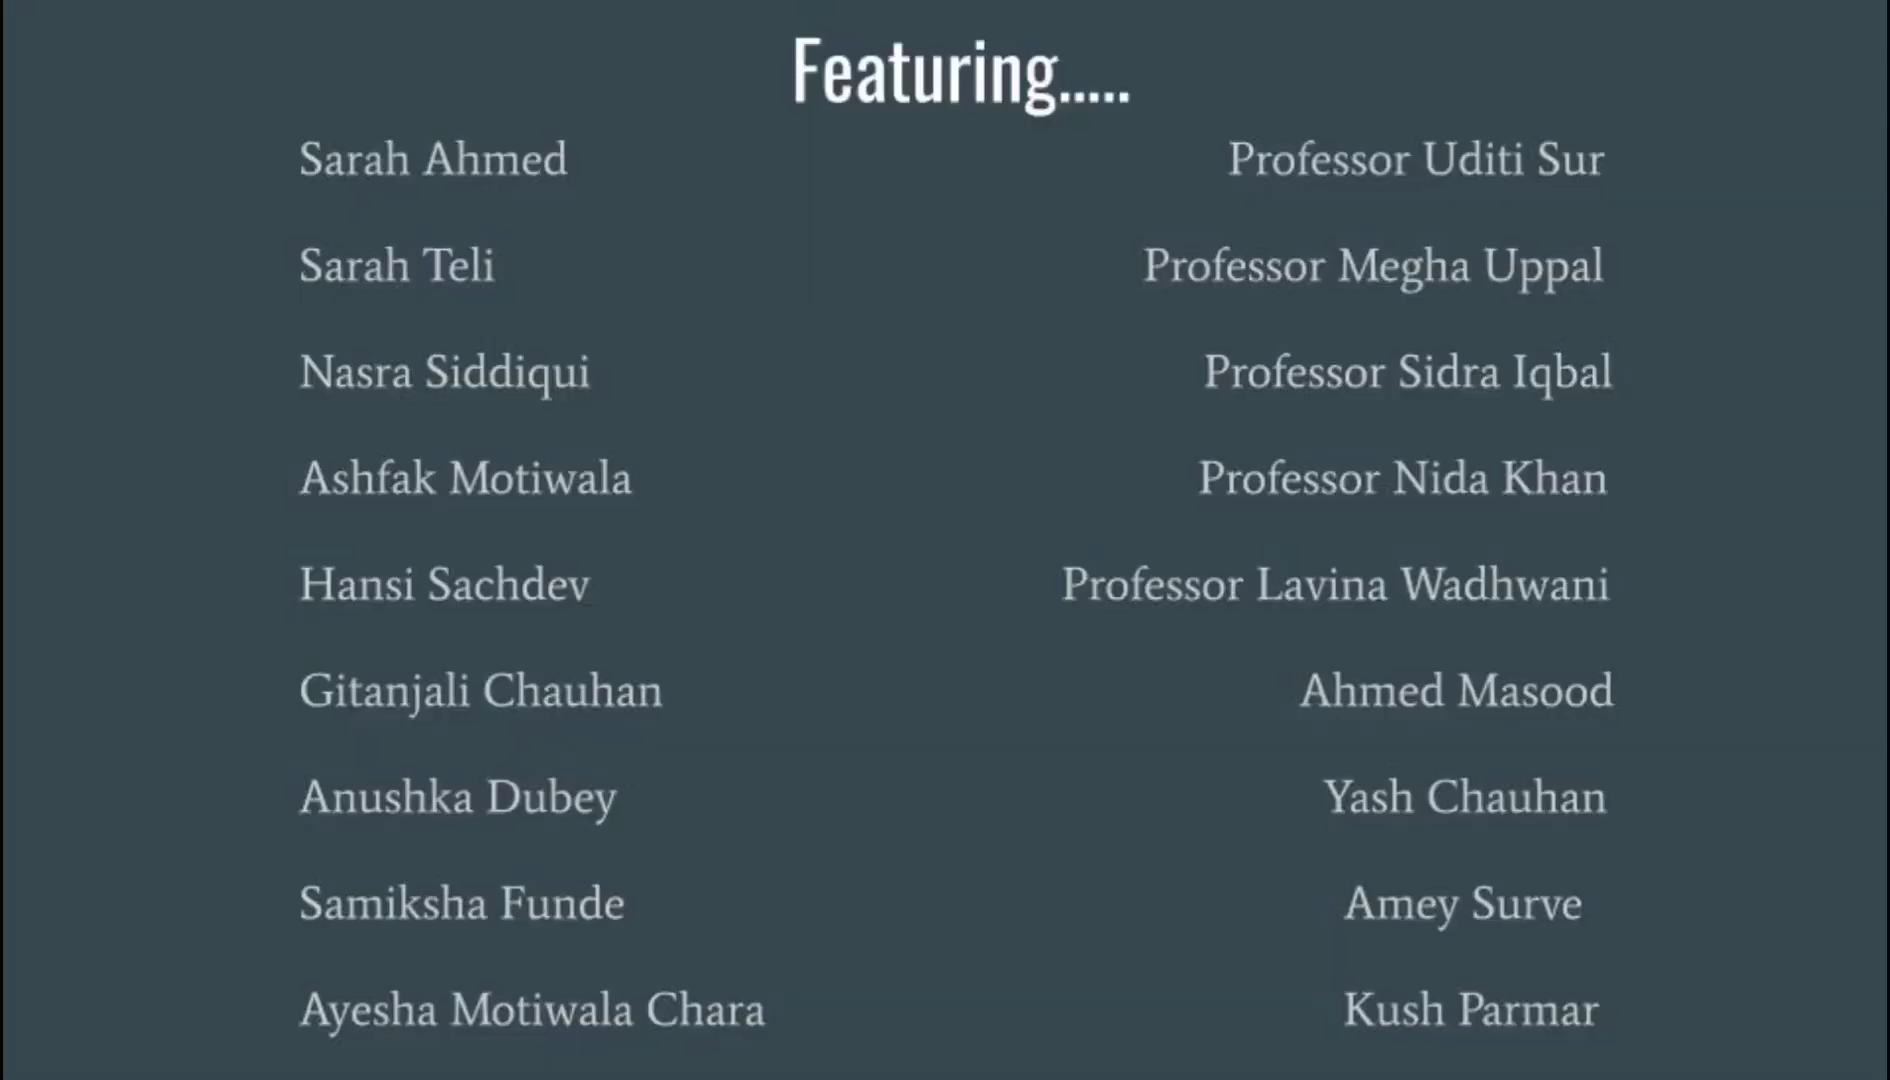 Featuring.....
Sarah Ahmed
Professor Uditi Sur
Sarah Teli
Professor Megha Uppal
Nasra Siddiqui
Professor Sidra Iqbal
Ashfak Motiwala
Professor Nida Khan
Hansi Sachdev
Professor Lavina Wadhwani
Gitanjali Chauhan
Ahmed Masood
Anushka Dubey
Yash Chauhan
Samiksha Funde
Amey Surve
Ayesha Motiwala Chara
Kush Parmar